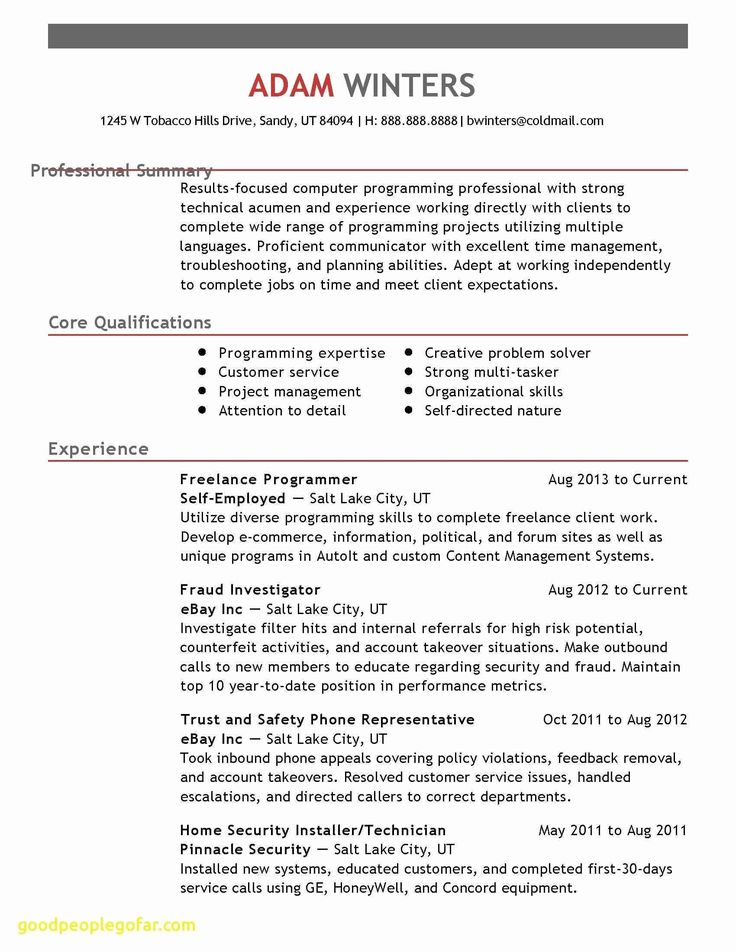 ADAM WINTERS
1245 W Tobacco Hills Drive, Sandy, UT 84094 | H: 888.888.8888| bwinters@coldmail.com
Professional Summary
Results-focused computer programming professional with strong
technical acumen and experience working directly with clients to
complete wide range of programming projects utilizing multiple
languages. Proficient communicator with excellent time management,
troubleshooting, and planning abilities. Adept at working independently
to complete jobs on time and meet client expectations.
Core Qualifications
● Programming expertise ● Creative problem solver
● Customer service ● Strong multi-tasker
● Project management ● Organizational skills
● Attention to detail ● Self-directed nature
Experience
Freelance Programmer Aug 2013 to Current
Self-Employed — Salt Lake City, UT
Utilize diverse programming skills to complete freelance client work.
Develop e-commerce, information, political, and forum sites as well as
unique programs in AutoIt and custom Content Management Systems.
Fraud Investigator Aug 2012 to Current
eBay Inc — Salt Lake City, UT
Investigate filter hits and internal referrals for high risk potential,
counterfeit activities, and account takeover situations. Make outbound
calls to new members to educate regarding security and fraud. Maintain
top 10 year-to-date position in performance metrics.
Trust and Safety Phone Representative Oct 2011 to Aug 2012
eBay Inc — Salt Lake City, UT
Took inbound phone appeals covering policy violations, feedback removal,
and account takeovers. Resolved customer service issues, handled
escalations, and directed callers to correct departments.
Home Security Installer/Technician May 2011 to Aug 2011
Pinnacle Security — Salt Lake City, UT
Installed new systems, educated customers, and completed first-30-days
service calls using GE, HoneyWell, and Concord equipment.
goodpeoplegofar.com